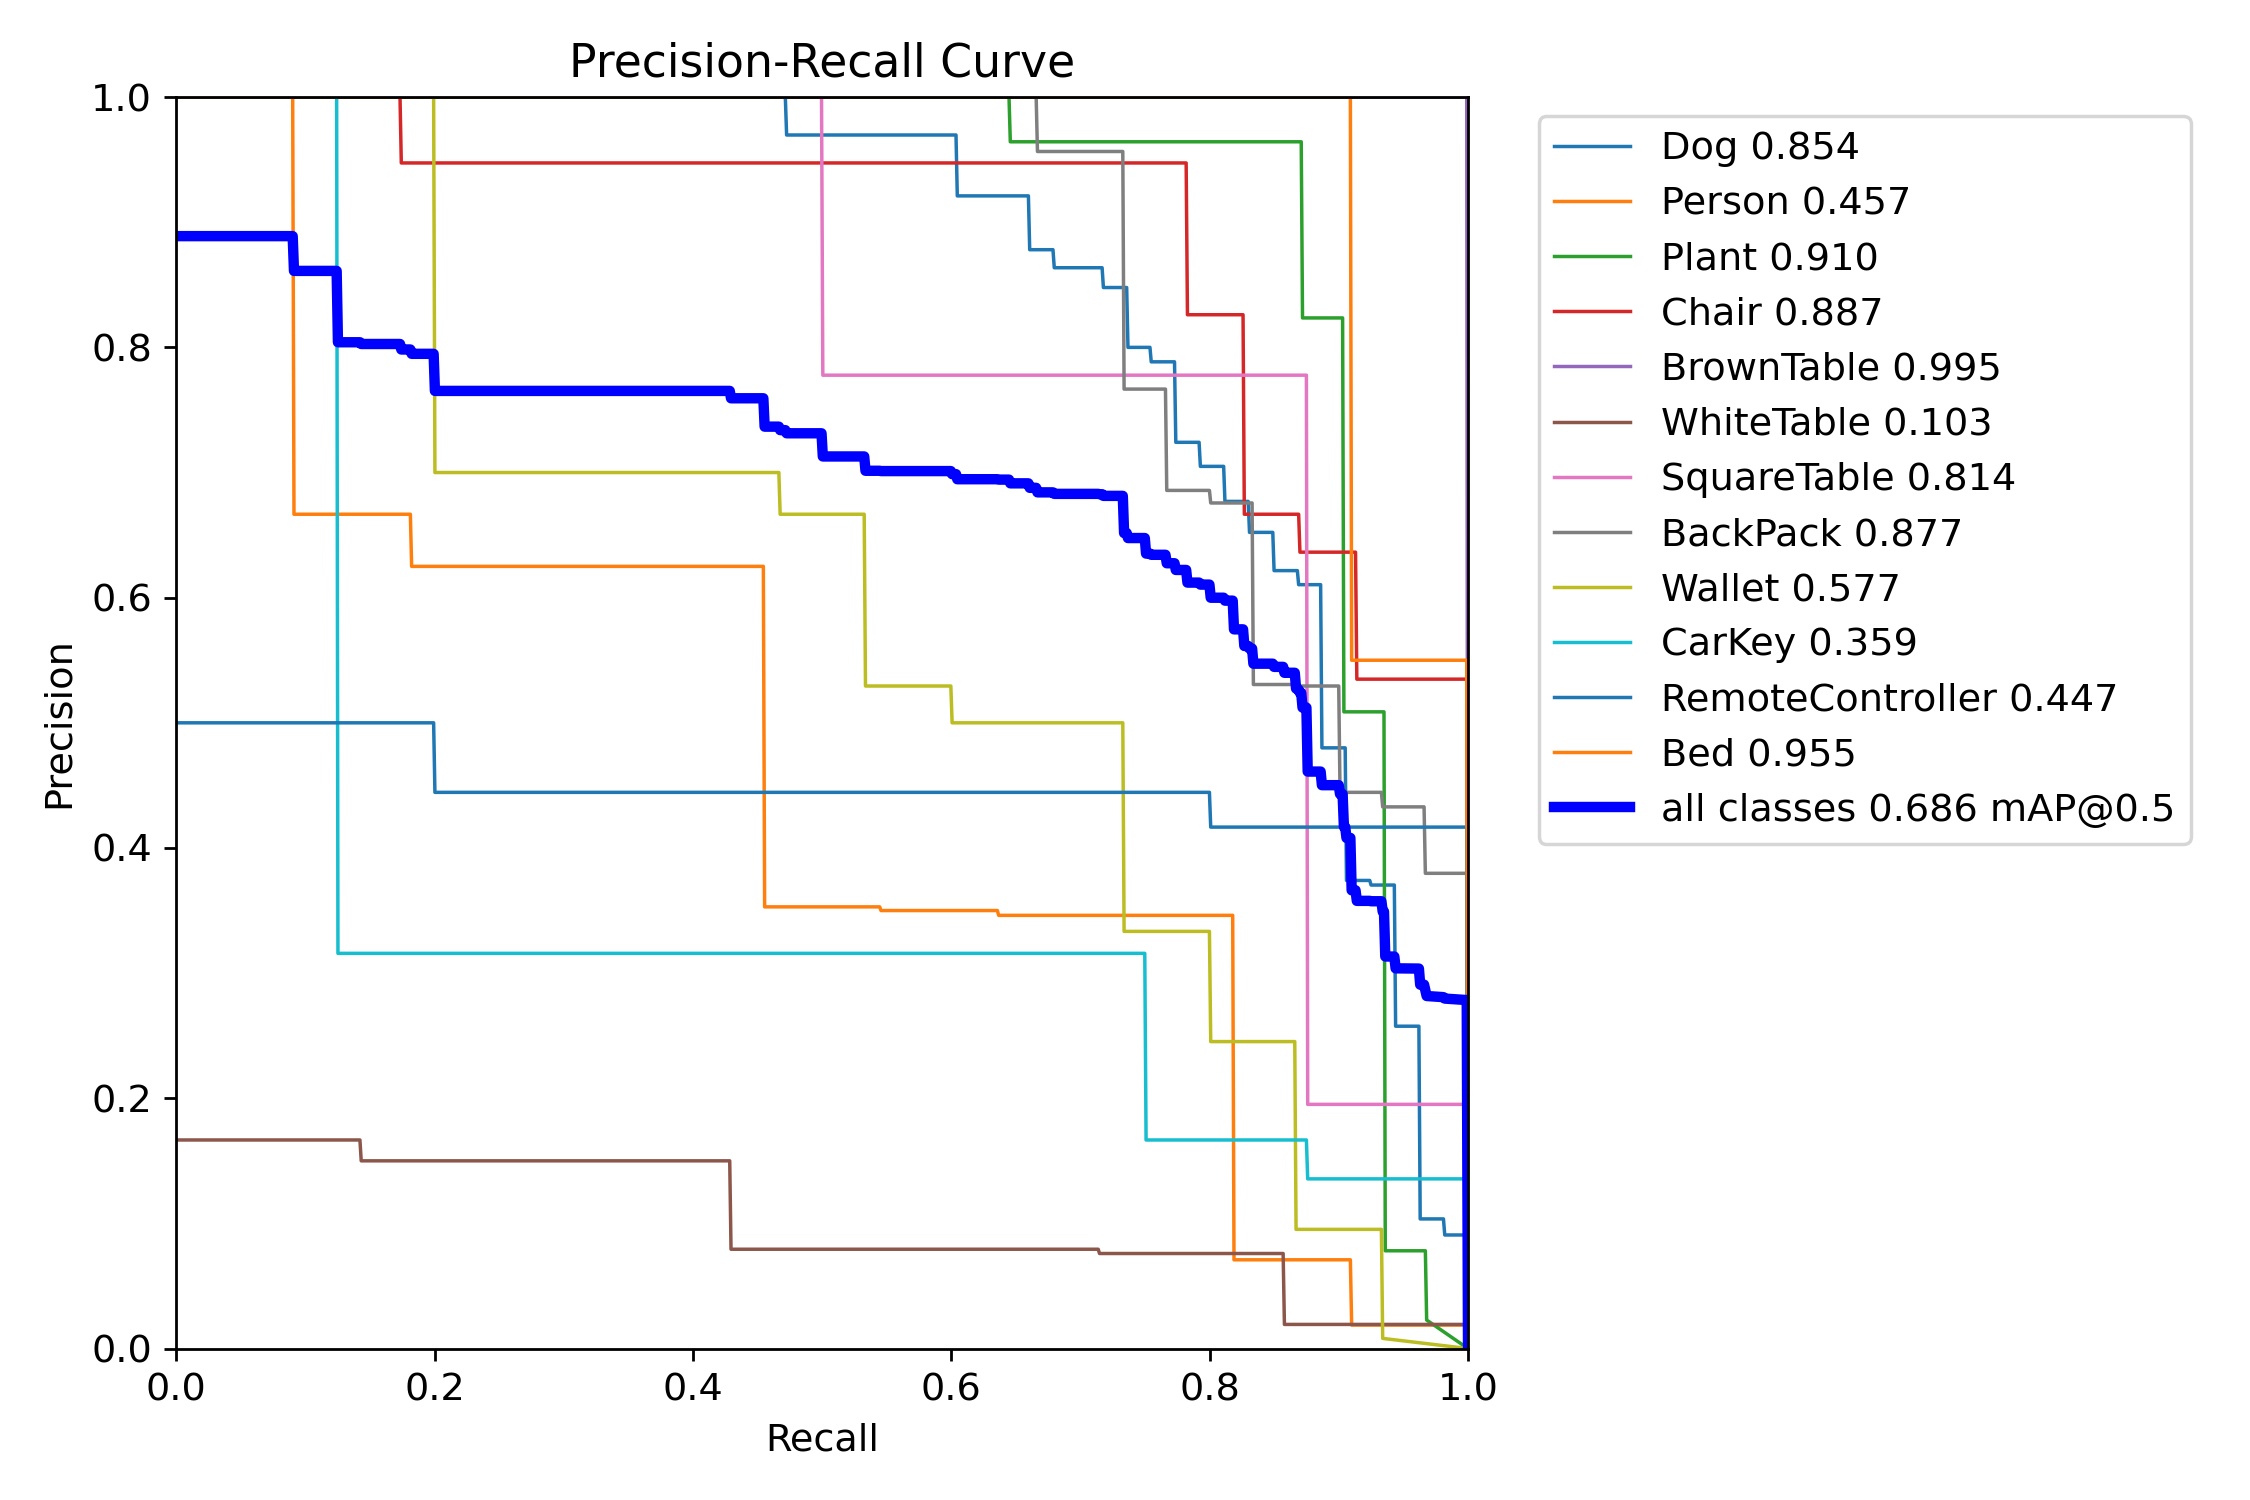 Precision-Recall Curve
1.0
0.8
0.6
0.4
0.2
0.0
Precision
0.0 0.2 0.4 0.6 0.8 1.0
Recall
Dog 0.854
Person 0.457
Plant 0.910
Chair 0.887
BrownTable 0.995
WhiteTable 0.103
SquareTable 0.814
BackPack 0.877
Wallet 0.577
CarKey 0.359
RemoteController 0.447
Bed 0.955
all classes 0.686 mAP@0.5